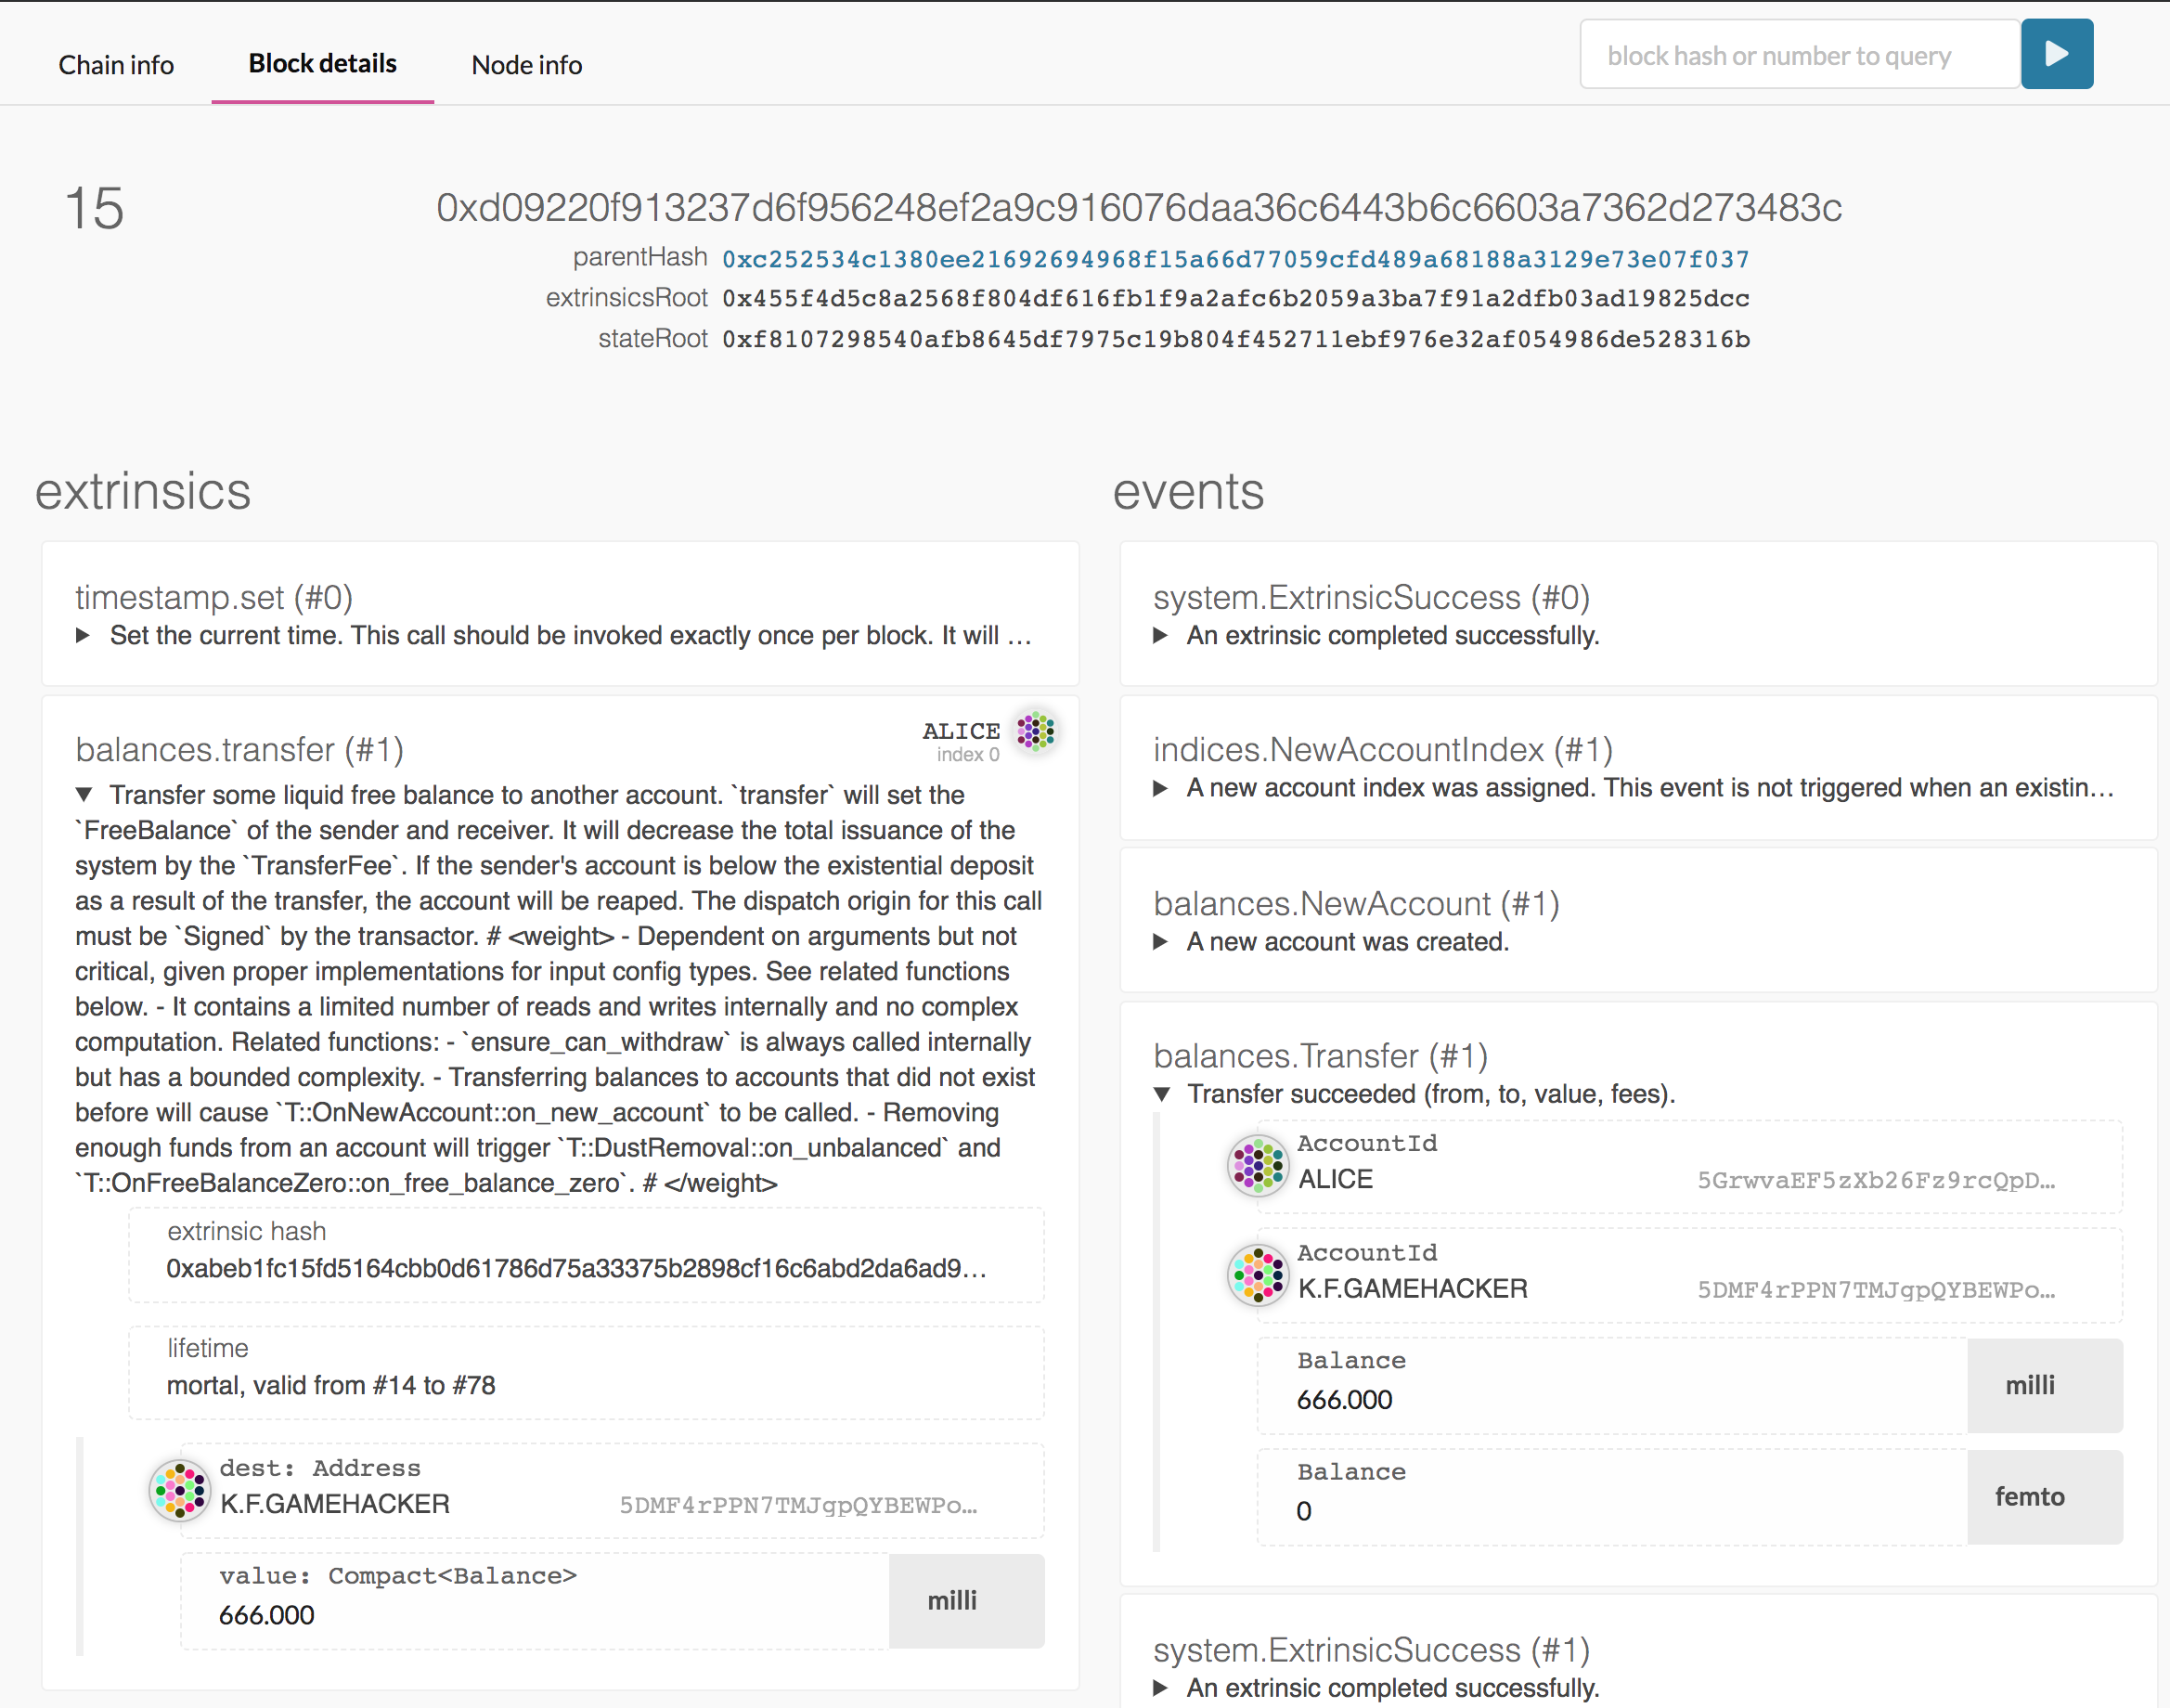 Chain info
Block details
Node info
block hash or number to query
15
0xd09220f913237d6f956248ef2a9c916076daa36c6443b6c6603a7362d273483c
parentHash 0xc252534c1380ee21692694968f15a66d77059cfd489a68188a3129e73e07f037
extrinsicsRoot 0x455f4d5c8a2568f804df616fb1f9a2afc6b2059a3ba7f91a2dfb03ad19825dcc
stateRoot 0xf8107298540afb8645df7975c19b804f452711ebf976e32af054986de528316b
extrinsics
timestamp.set (#0)
Set the current time. This call should be invoked exactly once per block. It will …
balances.transfer (#1)
ALICE
index 0
Transfer some liquid free balance to another account. `transfer` will set the
`FreeBalance` of the sender and receiver. It will decrease the total issuance of the
system by the `TransferFee`. If the sender's account is below the existential deposit
as a result of the transfer, the account will be reaped. The dispatch origin for this call
must be `Signed` by the transactor. # <weight> - Dependent on arguments but not
critical, given proper implementations for input config types. See related functions
below. - It contains a limited number of reads and writes internally and no complex
computation. Related functions: - `ensure_can_withdraw` is always called internally
but has a bounded complexity. - Transferring balances to accounts that did not exist
before will cause `T::OnNewAccount::on_new_account` to be called. - Removing
enough funds from an account will trigger `T::DustRemoval::on_unbalanced` and
`T::OnFreeBalanceZero::on_free_balance_zero`. # </weight>
extrinsic hash
0xabeb1fc15fd5164cbb0d61786d75a33375b2898cf16c6abd2da6ad9…
lifetime
mortal, valid from #14 to #78
dest: Address
K.F.GAMEHACKER 5DMF4rPPN7TMJgpQYBEWPo…
value: Compact<Balance>
666.000
milli
events
system.ExtrinsicSuccess (#0)
An extrinsic completed successfully.
indices.NewAccountIndex (#1)
A new account index was assigned. This event is not triggered when an existin…
balances.NewAccount (#1)
A new account was created.
balances.Transfer (#1)
Transfer succeeded (from, to, value, fees).
AccountId
ALICE 5GrwvaEF5zXb26Fz9rcQpD…
AccountId
K.F.GAMEHACKER 5DMF4rPPN7TMJgpQYBEWPo…
Balance
666.000
milli
Balance
0
femto
system.ExtrinsicSuccess (#1)
An extrinsic completed successfully.